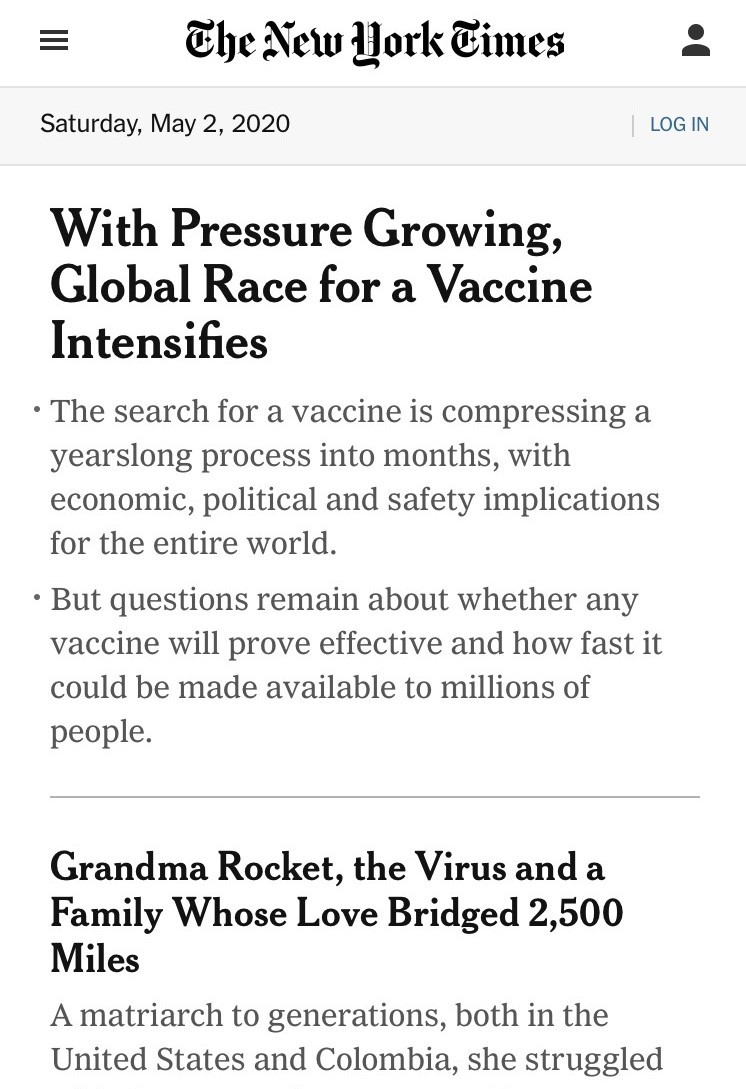 The New York Times
Saturday, May 2, 2020
LOG IN
With Pressure Growing,
Global Race for a Vaccine
Intensifies
• The search for a vaccine is compressing a
yearslong process into months, with
economic, political and safety implications
for the entire world.
• But questions remain about whether any
vaccine will prove effective and how fast it
could be made available to millions of
people.
Grandma Rocket, the Virus and a
Family Whose Love Bridged 2,500
Miles
A matriarch to generations, both in the
United States and Colombia, she struggled